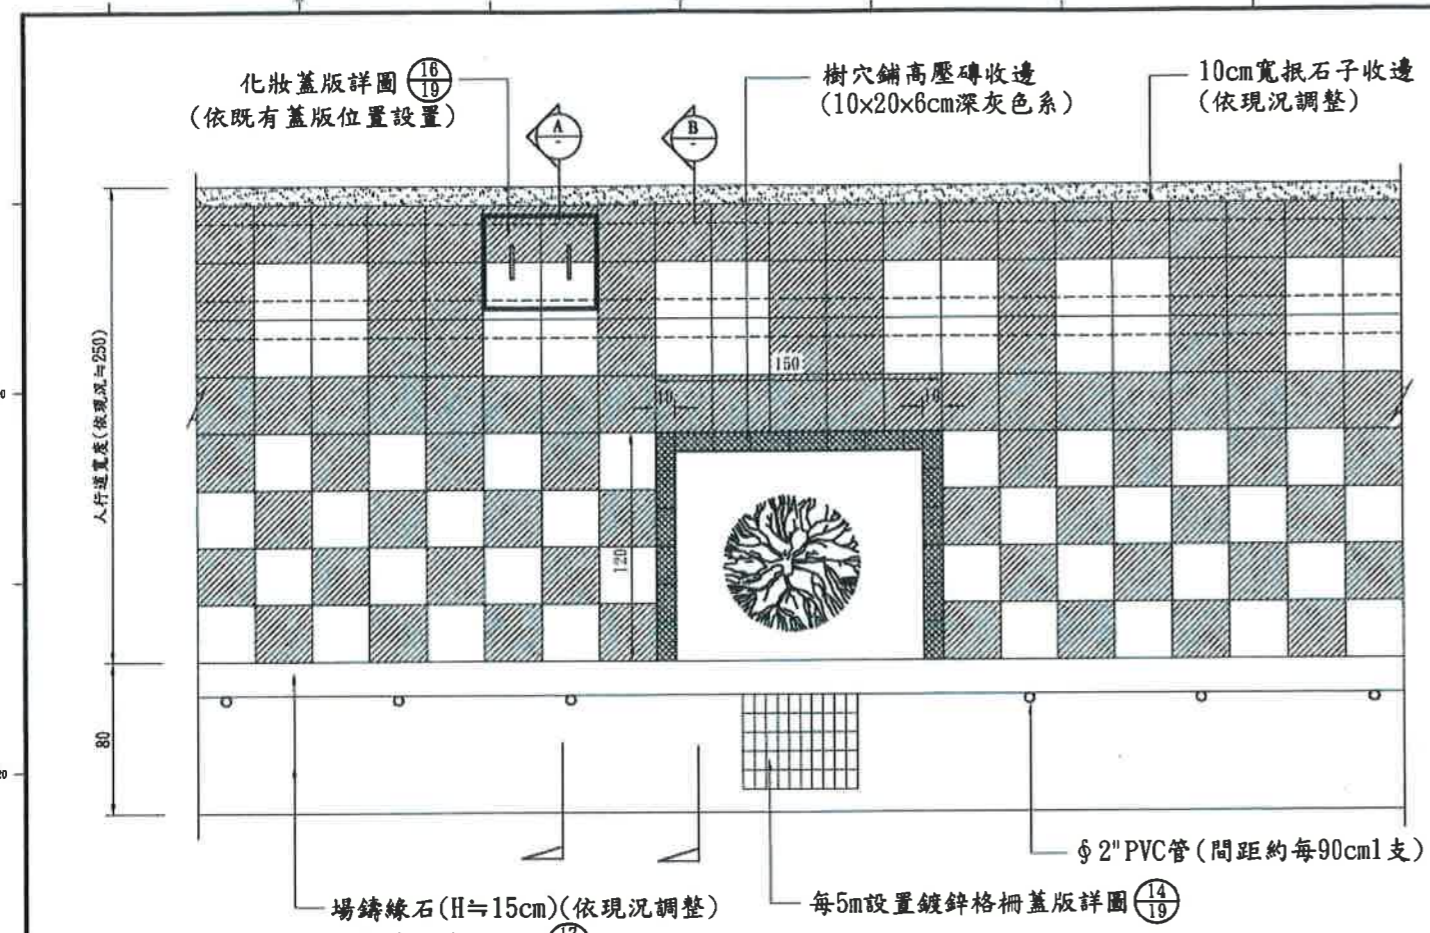 化妝蓋版詳圖 16/19
(依既有蓋版位置設置)
樹穴鋪高壓磚收邊
(10×20×6cm深灰色系)
10cm寬抿石子收邊
(依現況調整)
A
-
B
-
人行道寬度(依現況≒250)
150
10
10
120
80
20
∮2"PVC管(間距約每90cm1支)
場鑄緣石(H≒15cm)(依現況調整)
每5m設置鍍鋅格柵蓋版詳圖 14/19